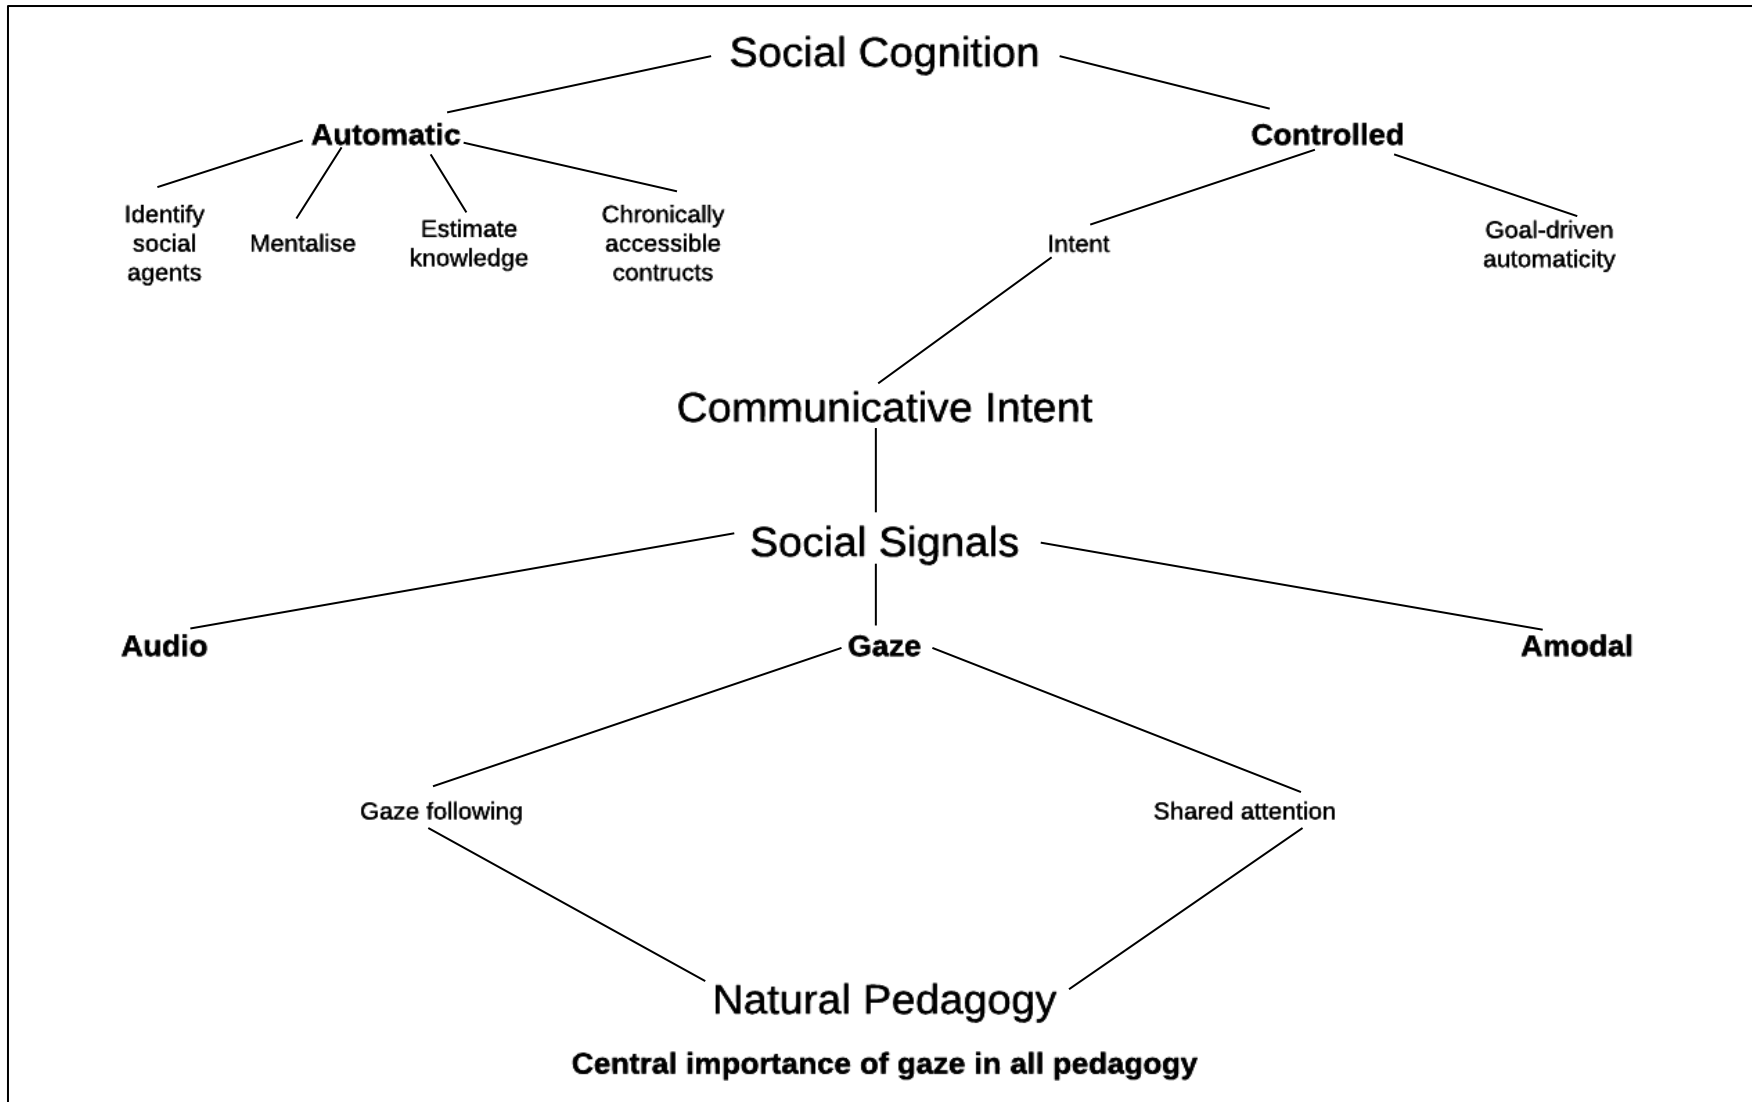 Social Cognition
Automatic
Controlled
Identify
social
agents
Mentalise
Estimate
knowledge
Chronically
accessible
contructs
Intent
Goal-driven
automaticity
Communicative Intent
Social Signals
Audio
Gaze
Amodal
Gaze following
Shared attention
Natural Pedagogy
Central importance of gaze in all pedagogy